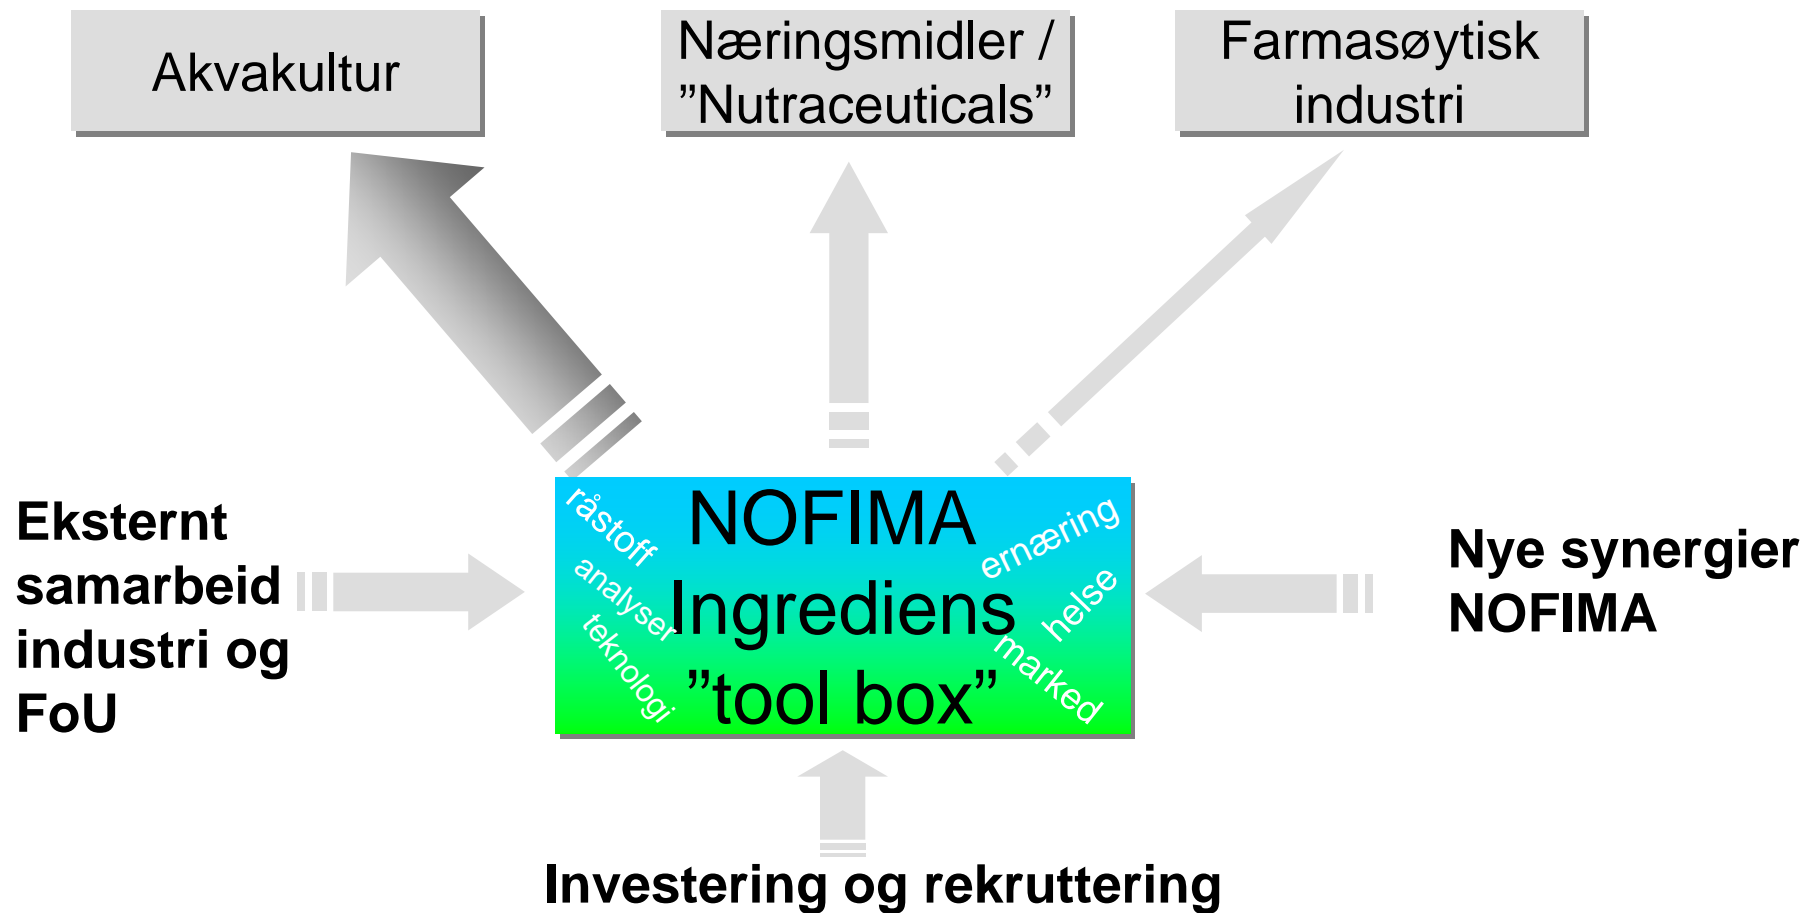 Akvakultur
Næringsmidler /
”Nutraceuticals”
Farmasøytisk
industri
Eksternt
samarbeid
industri og
FoU
råstoff
analyser
teknologi
NOFIMA
Ingrediens
”tool box”
ernæring
helse
marked
Nye synergier
NOFIMA
Investering og rekruttering